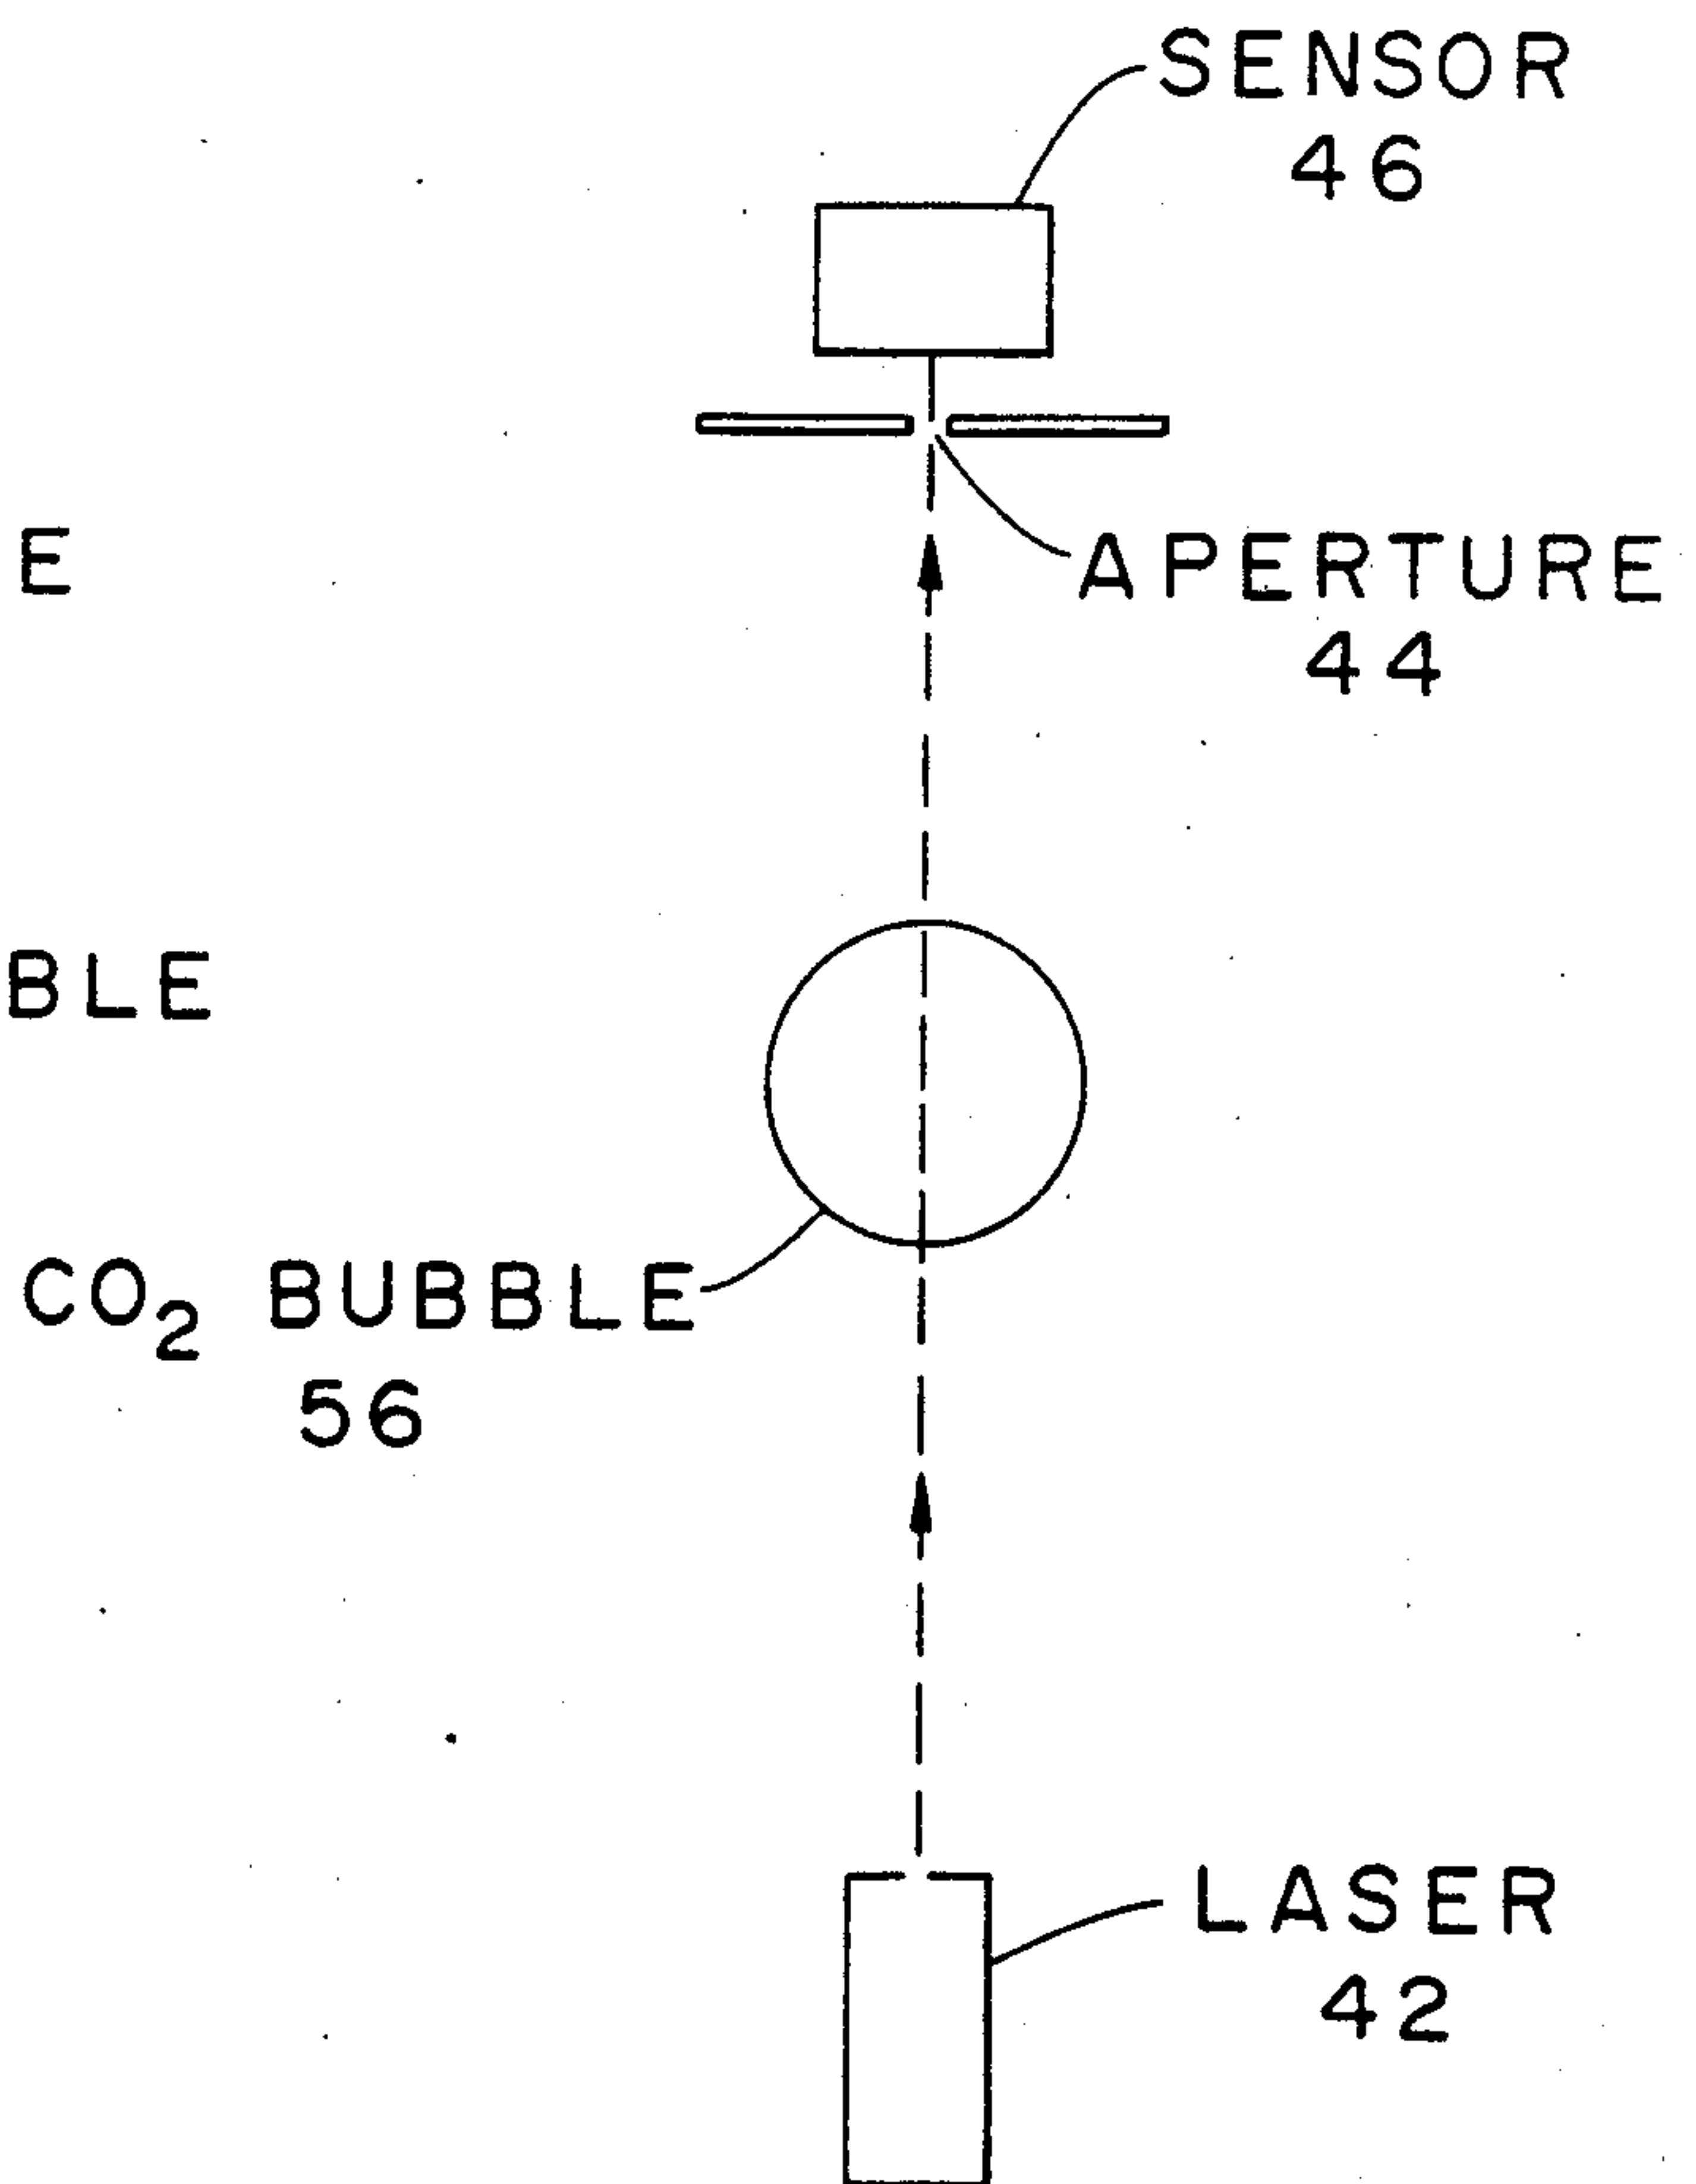 SENSOR
46
E
APERTURE
44
BLE
CO₂ BUBBLE
56
LASER
42